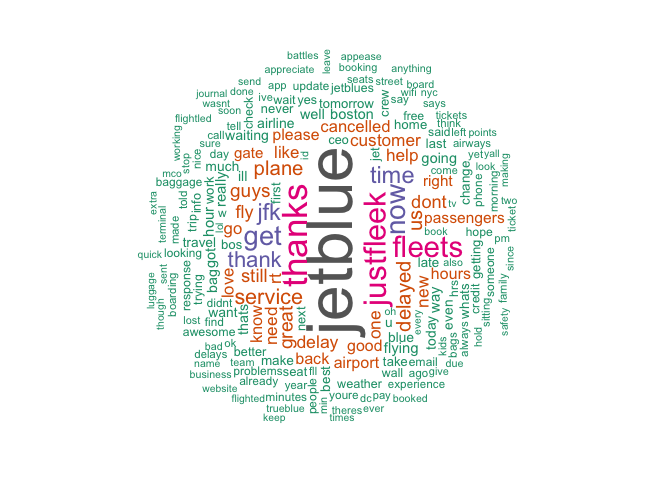 battles
appease
leave
appreciate
booking
anything
send
app
update
jetblues
seats
street
board
journal
done
ive
wait
yes
tomorrow
crew
say
wifi
nyc
wasnt
soon
check
never
well
boston
free
says
tickets
flightled
tell
airline
please
cancelled
home
think
call
waiting
ceo
customer
said
left
points
working
sure
gate
like
id
jet
help
last
airways
stop
nice
day
plane
going
yet
yall
mco
much
ill
time
come
look
making
baggage
really
guys
first
right
change
phone
morning
two
extra
told
work
fly
jfk
thanks
jetblue
justfleek
now
us
dont
tv
ticket
terminal
made
trip
info
hour
lol
w
go
passengers
book
travel
bos
get
fleets
hope
pm
since
quick
looking
baggot
thank
late
also
getting
someone
luggage
though
sent
boarding
response
trying
love
still
rt
delayed
new
hours
hrs
credit
sitting
safety
family
didnt
service
way
whats
want
thats
know
need
great
next
one
u
oh
every
today
even
always
hold
lost
find
awesome
delay
good
blue
flying
kids
bags
bad
ok
delays
better
back
airport
take
email
due
name
team
make
wall
ago
give
business
problem
seat
fll
best
weather
experience
website
already
year
people
min
youre
dc
pay
booked
flighted
minutes
trueblue
theres
ever
keep
times